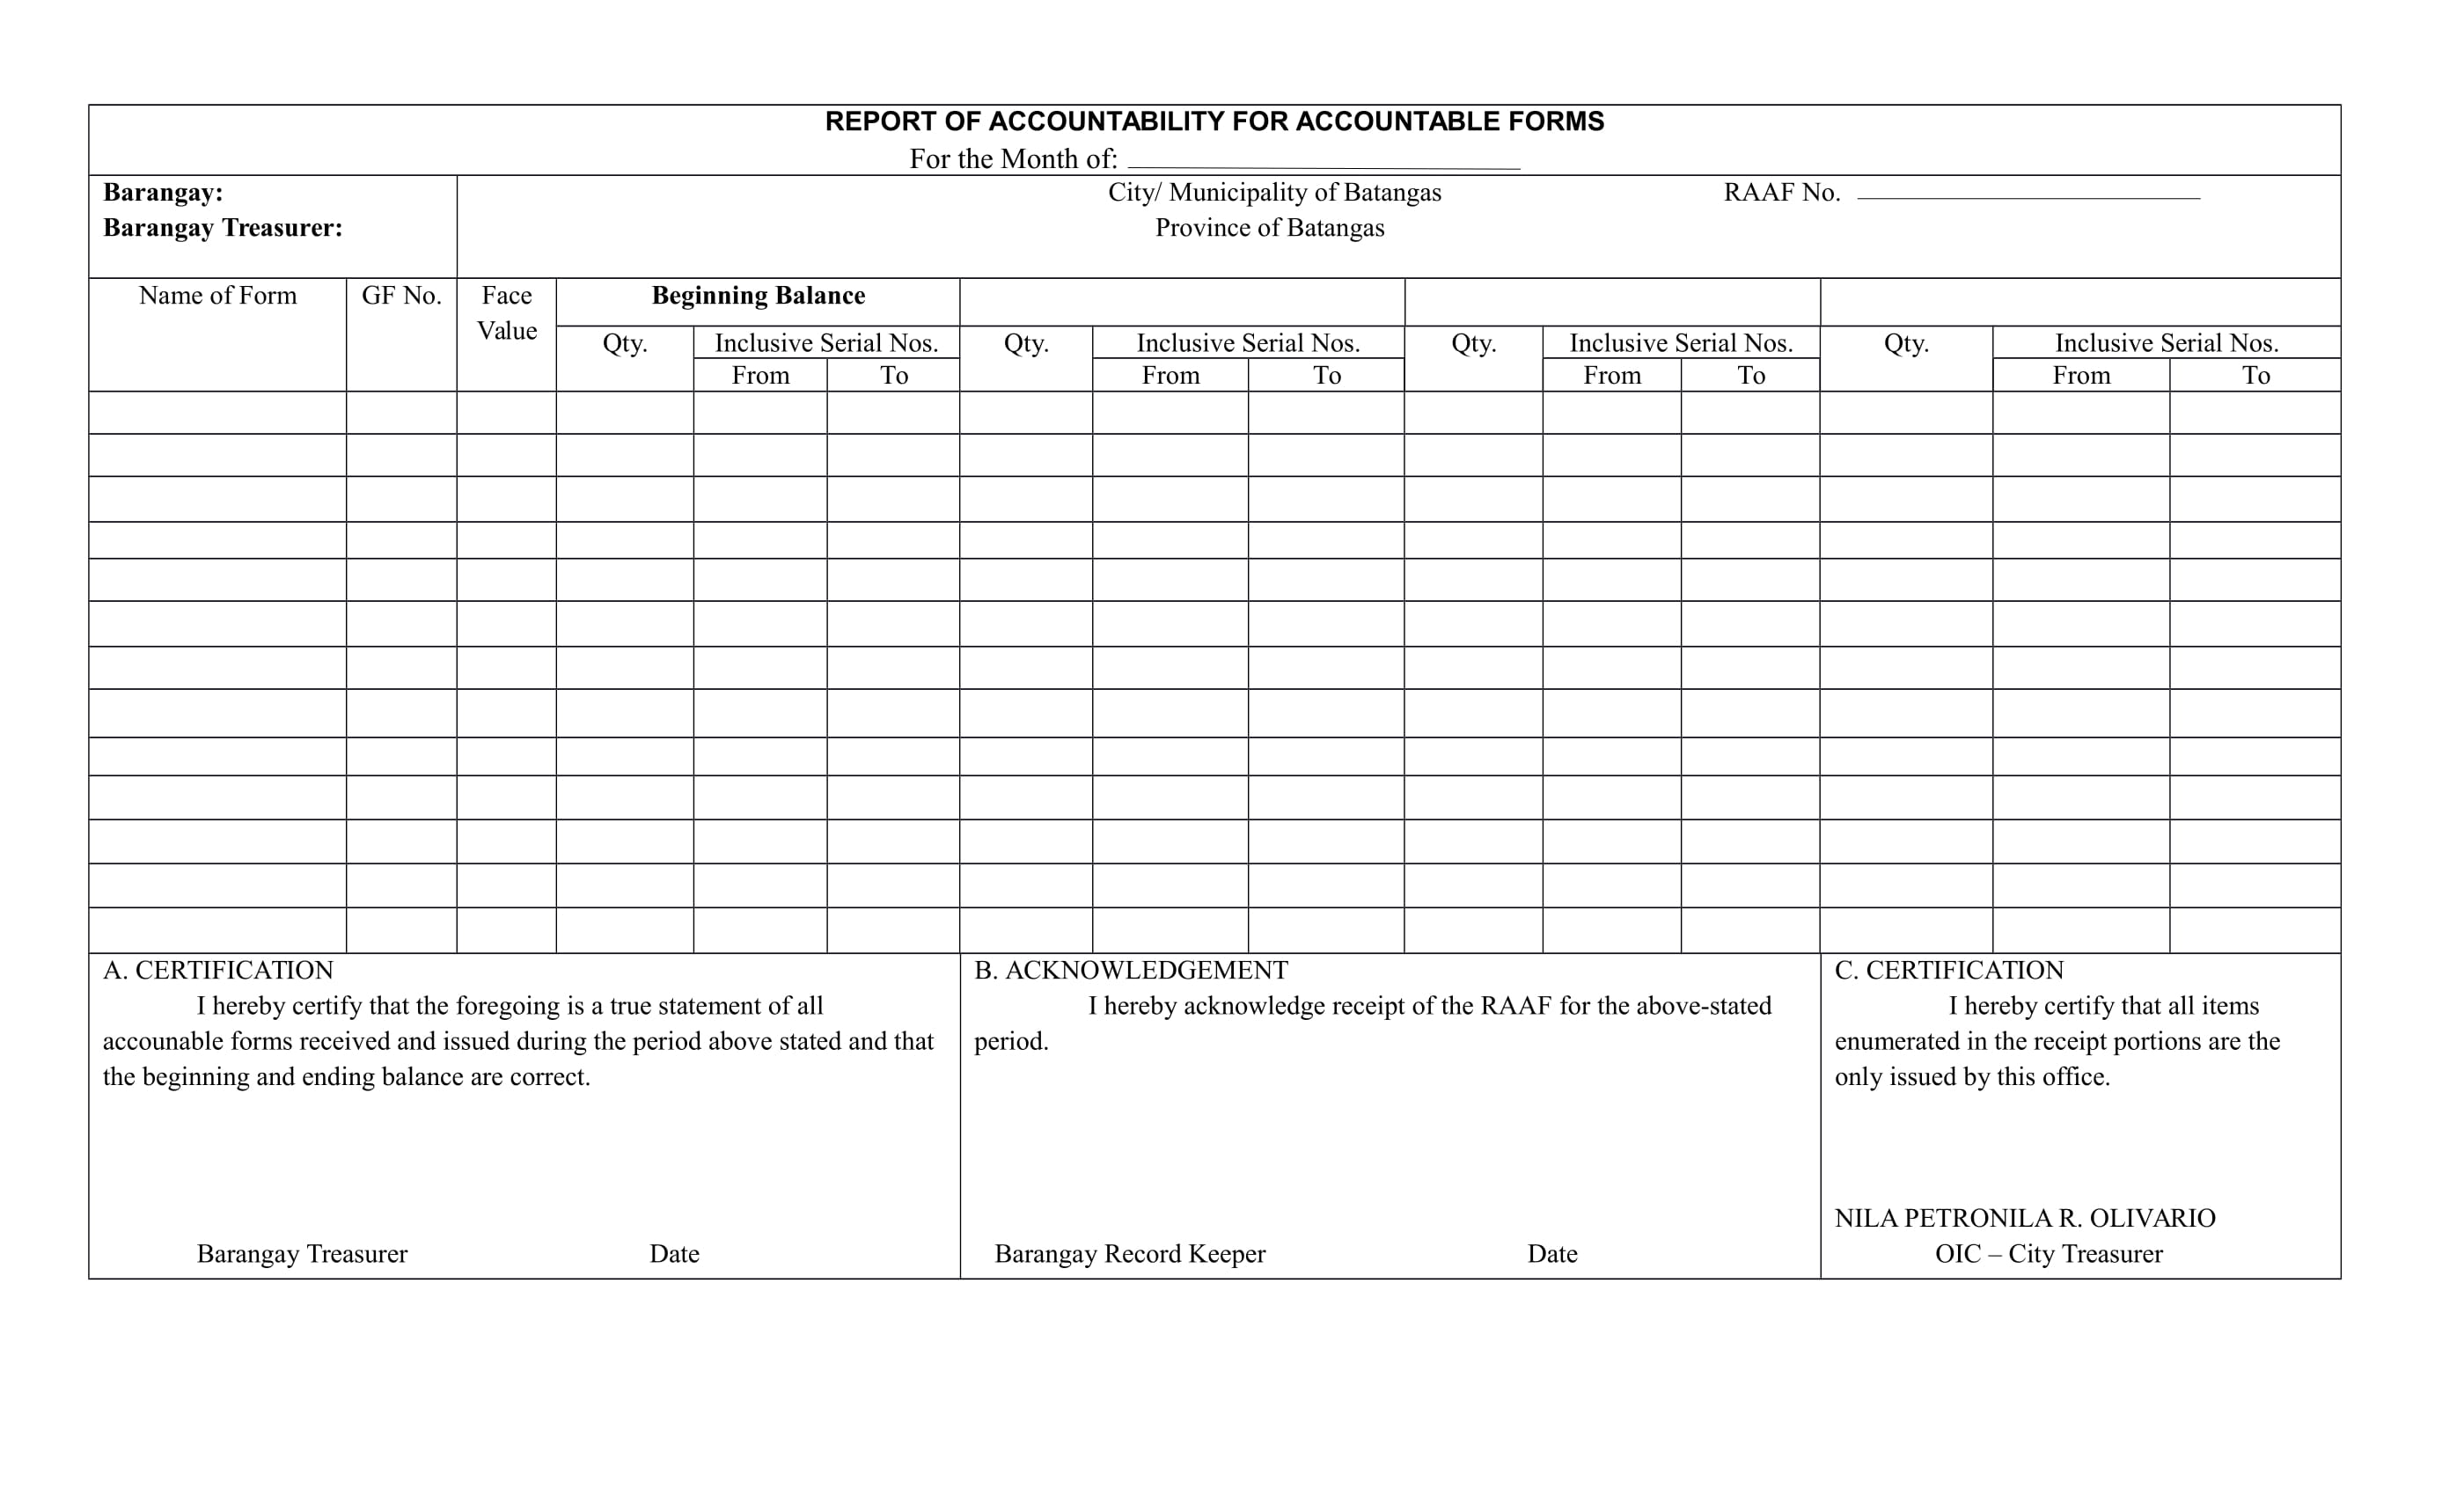 REPORT OF ACCOUNTABILITY FOR ACCOUNTABLE FORMS
For the Month of:
Barangay:
Barangay Treasurer:
City/ Municipality of Batangas
Province of Batangas
RAAF No.
Name of Form GF No. Face Value Beginning Balance
Qty. Inclusive Serial Nos. Qty. Inclusive Serial Nos. Qty. Inclusive Serial Nos. Qty. Inclusive Serial Nos.
From To From To From To From To
A. CERTIFICATION
I hereby certify that the foregoing is a true statement of all
accounable forms received and issued during the period above stated and that
the beginning and ending balance are correct.
Barangay Treasurer Date
B. ACKNOWLEDGEMENT
I hereby acknowledge receipt of the RAAF for the above-stated
period.
Barangay Record Keeper Date
C. CERTIFICATION
I hereby certify that all items
enumerated in the receipt portions are the
only issued by this office.
NILA PETRONILA R. OLIVARIO
OIC – City Treasurer